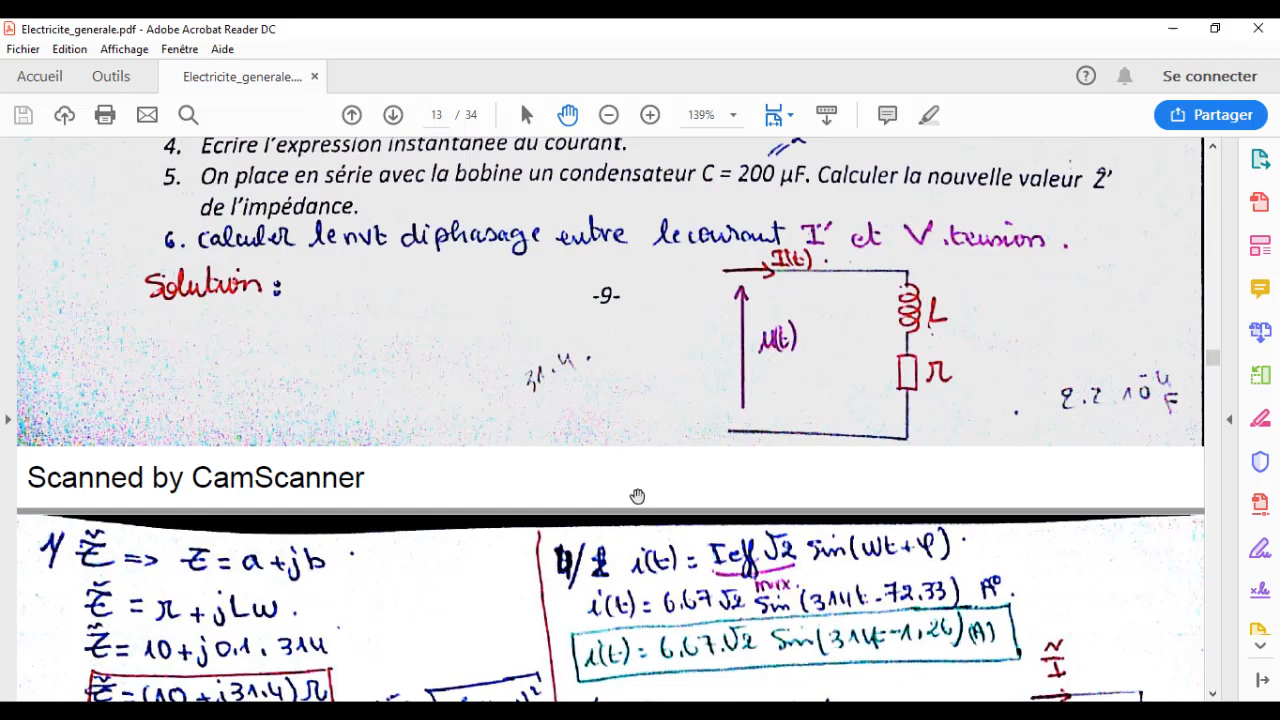 Electricite_generale.pdf - Adobe Acrobat Reader DC
Fichier Edition Affichage Fenêtre Aide
Accueil Outils Electricite_generale.... × Se connecter
13 / 34 139% Partager
4. Ecrire l'expression instantanée du courant.
5. On place en série avec la bobine un condensateur C = 200 µF. Calculer la nouvelle valeur Z'
de l'impédance.
6. calculer le nvt diphasage entre le courant I' et V.tension.
Solution :
I(t)
-9-
L
µ(t)
31.4
r
Scanned by CamScanner
1/ Z̃ => Z = a+jb
Z̃ = r + jLω.
Z̃ = 10 + j0.1.314
Z̃ = (10 + j31.4) Ω
4/ i(t) = Ieff √2 sin(ωt + φ)
max
i(t) = 6.67√2 sin(314t - 72.33) A°.
i(t) = 6.67.√2 sin(314t - 1,26) (A)
Ĩ